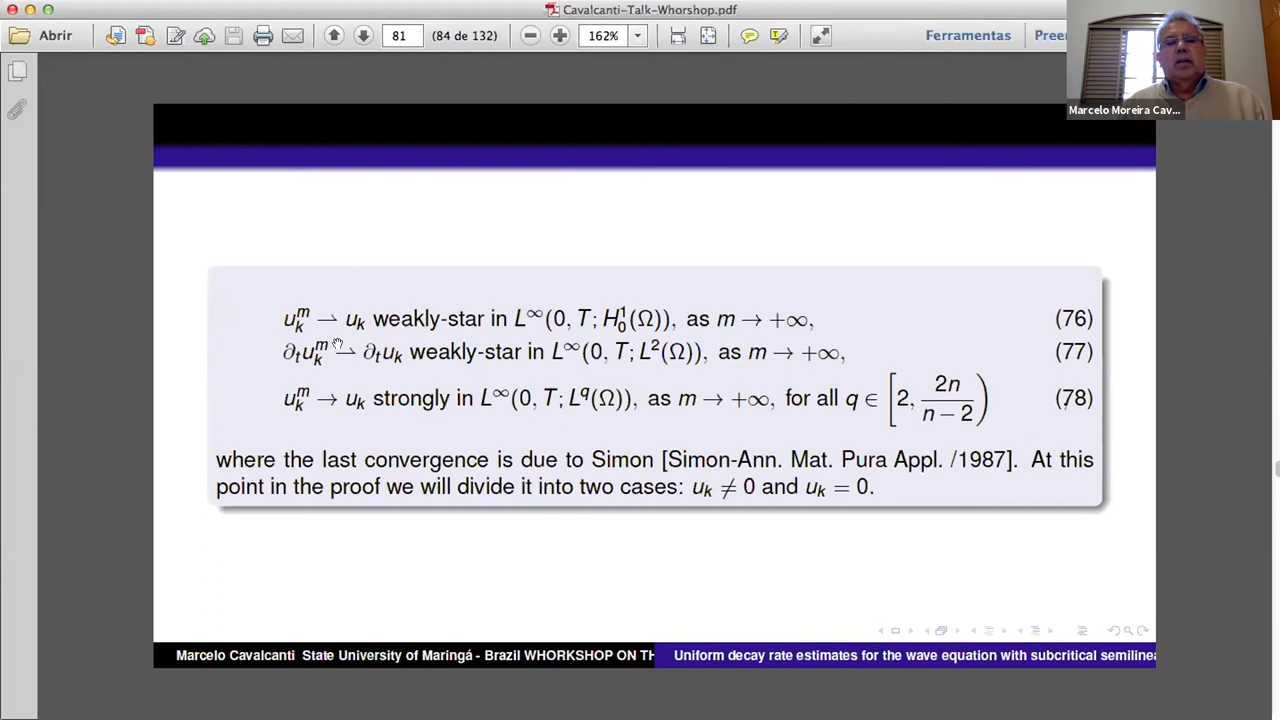 Cavalcanti-Talk-Whorshop.pdf
Abrir
81
(84 de 132)
162%
Ferramentas
Marcelo Moreira Cav...
u_k^m ⇀ u_k weakly-star in L^∞(0, T; H_0^1(Ω)), as m → +∞, (76)
∂_t u_k^m ⇀ ∂_t u_k weakly-star in L^∞(0, T; L^2(Ω)), as m → +∞, (77)
u_k^m → u_k strongly in L^∞(0, T; L^q(Ω)), as m → +∞, for all q ∈ [2, 2n/(n − 2)) (78)
where the last convergence is due to Simon [Simon-Ann. Mat. Pura Appl. /1987]. At this
point in the proof we will divide it into two cases: u_k ≠ 0 and u_k = 0.
Marcelo Cavalcanti State University of Maringá - Brazil WHORKSHOP ON TH
Uniform decay rate estimates for the wave equation with subcritical semiline